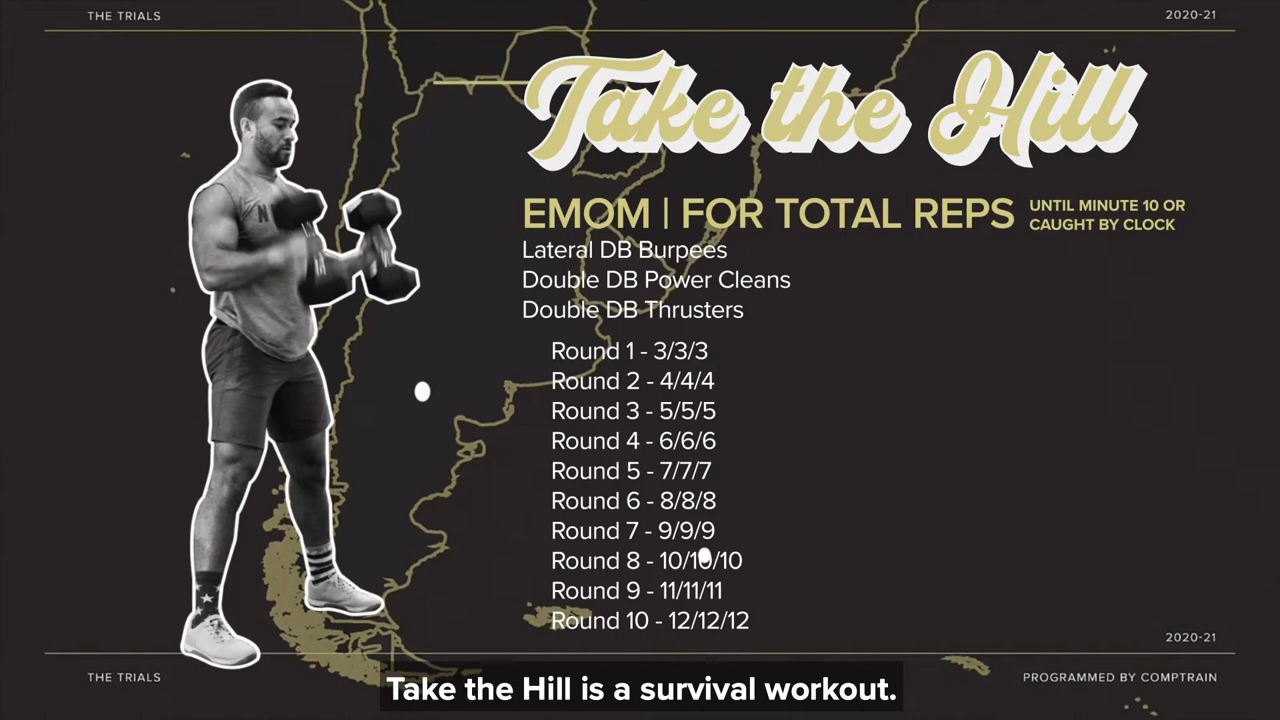 THE TRIALS
2020-21
Take the Hill
EMOM | FOR TOTAL REPS
UNTIL MINUTE 10 OR
CAUGHT BY CLOCK
Lateral DB Burpees
Double DB Power Cleans
Double DB Thrusters
Round 1 - 3/3/3
Round 2 - 4/4/4
Round 3 - 5/5/5
Round 4 - 6/6/6
Round 5 - 7/7/7
Round 6 - 8/8/8
Round 7 - 9/9/9
Round 8 - 10/10/10
Round 9 - 11/11/11
Round 10 - 12/12/12
2020-21
THE TRIALS
PROGRAMMED BY COMPTRAIN
Take the Hill is a survival workout.